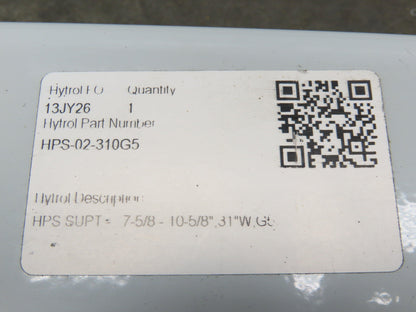 Hytrol PO Quantity
13JY26 1
Hytrol Part Number
HPS-02-310G5
Hytrol Description
HPS SUPT - 7-5/8 - 10-5/8",31"W,G5